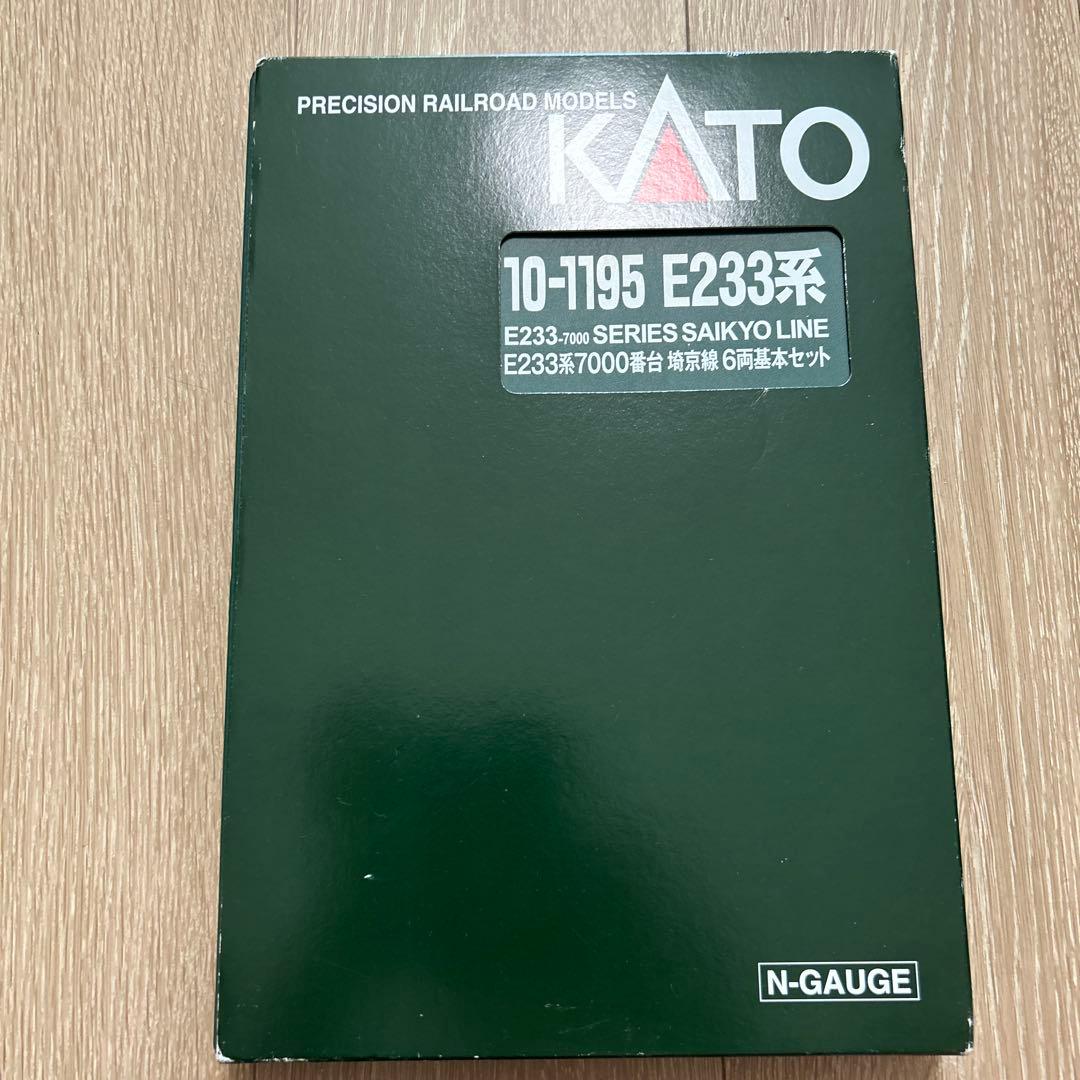 PRECISION RAILROAD MODELS
KATO
10-1195 E233系
E233-7000 SERIES SAIKYO LINE
E233系7000番台 埼京線 6両基本セット
N-GAUGE